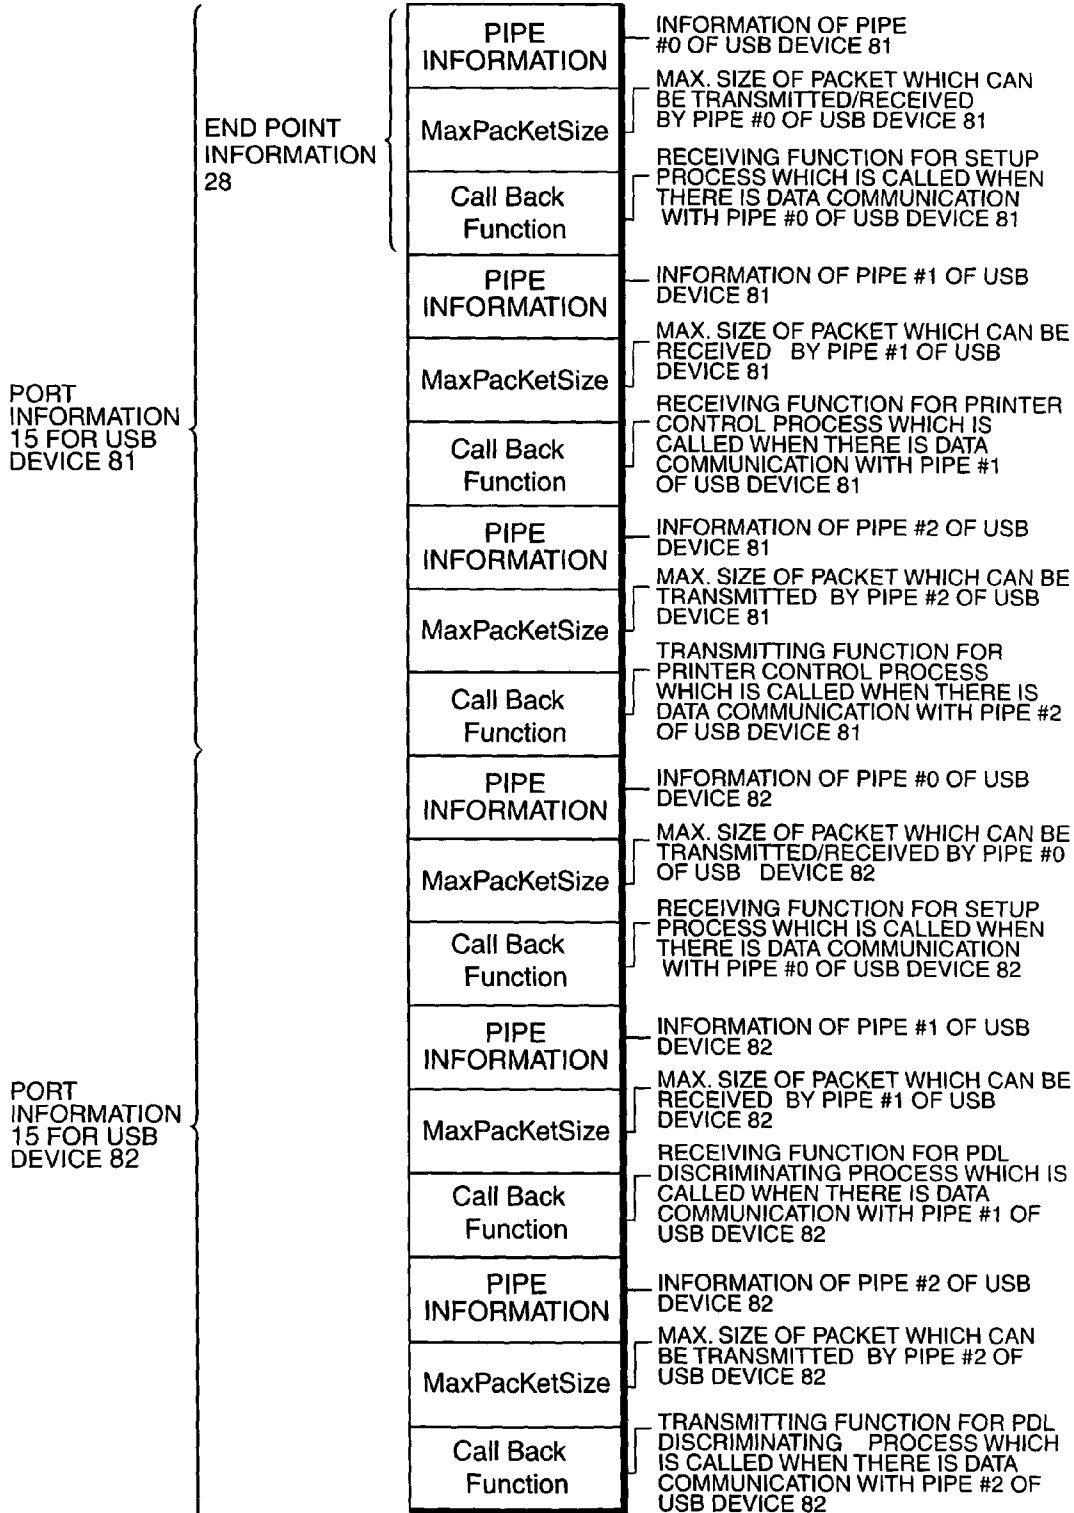 PIPE
INFORMATION
INFORMATION OF PIPE
#0 OF USB DEVICE 81
END POINT
INFORMATION
28
MaxPacKetSize
MAX. SIZE OF PACKET WHICH CAN
BE TRANSMITTED/RECEIVED
BY PIPE #0 OF USB DEVICE 81
Call Back
Function
RECEIVING FUNCTION FOR SETUP
PROCESS WHICH IS CALLED WHEN
THERE IS DATA COMMUNICATION
WITH PIPE #0 OF USB DEVICE 81
PORT
INFORMATION
15 FOR USB
DEVICE 81
PIPE
INFORMATION
INFORMATION OF PIPE #1 OF USB
DEVICE 81
MaxPacKetSize
MAX. SIZE OF PACKET WHICH CAN BE
RECEIVED BY PIPE #1 OF USB
DEVICE 81
Call Back
Function
RECEIVING FUNCTION FOR PRINTER
CONTROL PROCESS WHICH IS
CALLED WHEN THERE IS DATA
COMMUNICATION WITH PIPE #1
OF USB DEVICE 81
PIPE
INFORMATION
INFORMATION OF PIPE #2 OF USB
DEVICE 81
MaxPacKetSize
MAX. SIZE OF PACKET WHICH CAN BE
TRANSMITTED BY PIPE #2 OF USB
DEVICE 81
Call Back
Function
TRANSMITTING FUNCTION FOR
PRINTER CONTROL PROCESS
WHICH IS CALLED WHEN THERE IS
DATA COMMUNICATION WITH PIPE #2
OF USB DEVICE 81
PIPE
INFORMATION
INFORMATION OF PIPE #0 OF USB
DEVICE 82
MaxPacKetSize
MAX. SIZE OF PACKET WHICH CAN BE
TRANSMITTED/RECEIVED BY PIPE #0
OF USB DEVICE 82
Call Back
Function
RECEIVING FUNCTION FOR SETUP
PROCESS WHICH IS CALLED WHEN
THERE IS DATA COMMUNICATION
WITH PIPE #0 OF USB DEVICE 82
PORT
INFORMATION
15 FOR USB
DEVICE 82
PIPE
INFORMATION
INFORMATION OF PIPE #1 OF USB
DEVICE 82
MaxPacKetSize
MAX. SIZE OF PACKET WHICH CAN BE
RECEIVED BY PIPE #1 OF USB
DEVICE 82
Call Back
Function
RECEIVING FUNCTION FOR PDL
DISCRIMINATING PROCESS WHICH IS
CALLED WHEN THERE IS DATA
COMMUNICATION WITH PIPE #1 OF
USB DEVICE 82
PIPE
INFORMATION
INFORMATION OF PIPE #2 OF USB
DEVICE 82
MaxPacKetSize
MAX. SIZE OF PACKET WHICH CAN
BE TRANSMITTED BY PIPE #2 OF
USB DEVICE 82
Call Back
Function
TRANSMITTING FUNCTION FOR PDL
DISCRIMINATING PROCESS WHICH
IS CALLED WHEN THERE IS DATA
COMMUNICATION WITH PIPE #2 OF
USB DEVICE 82